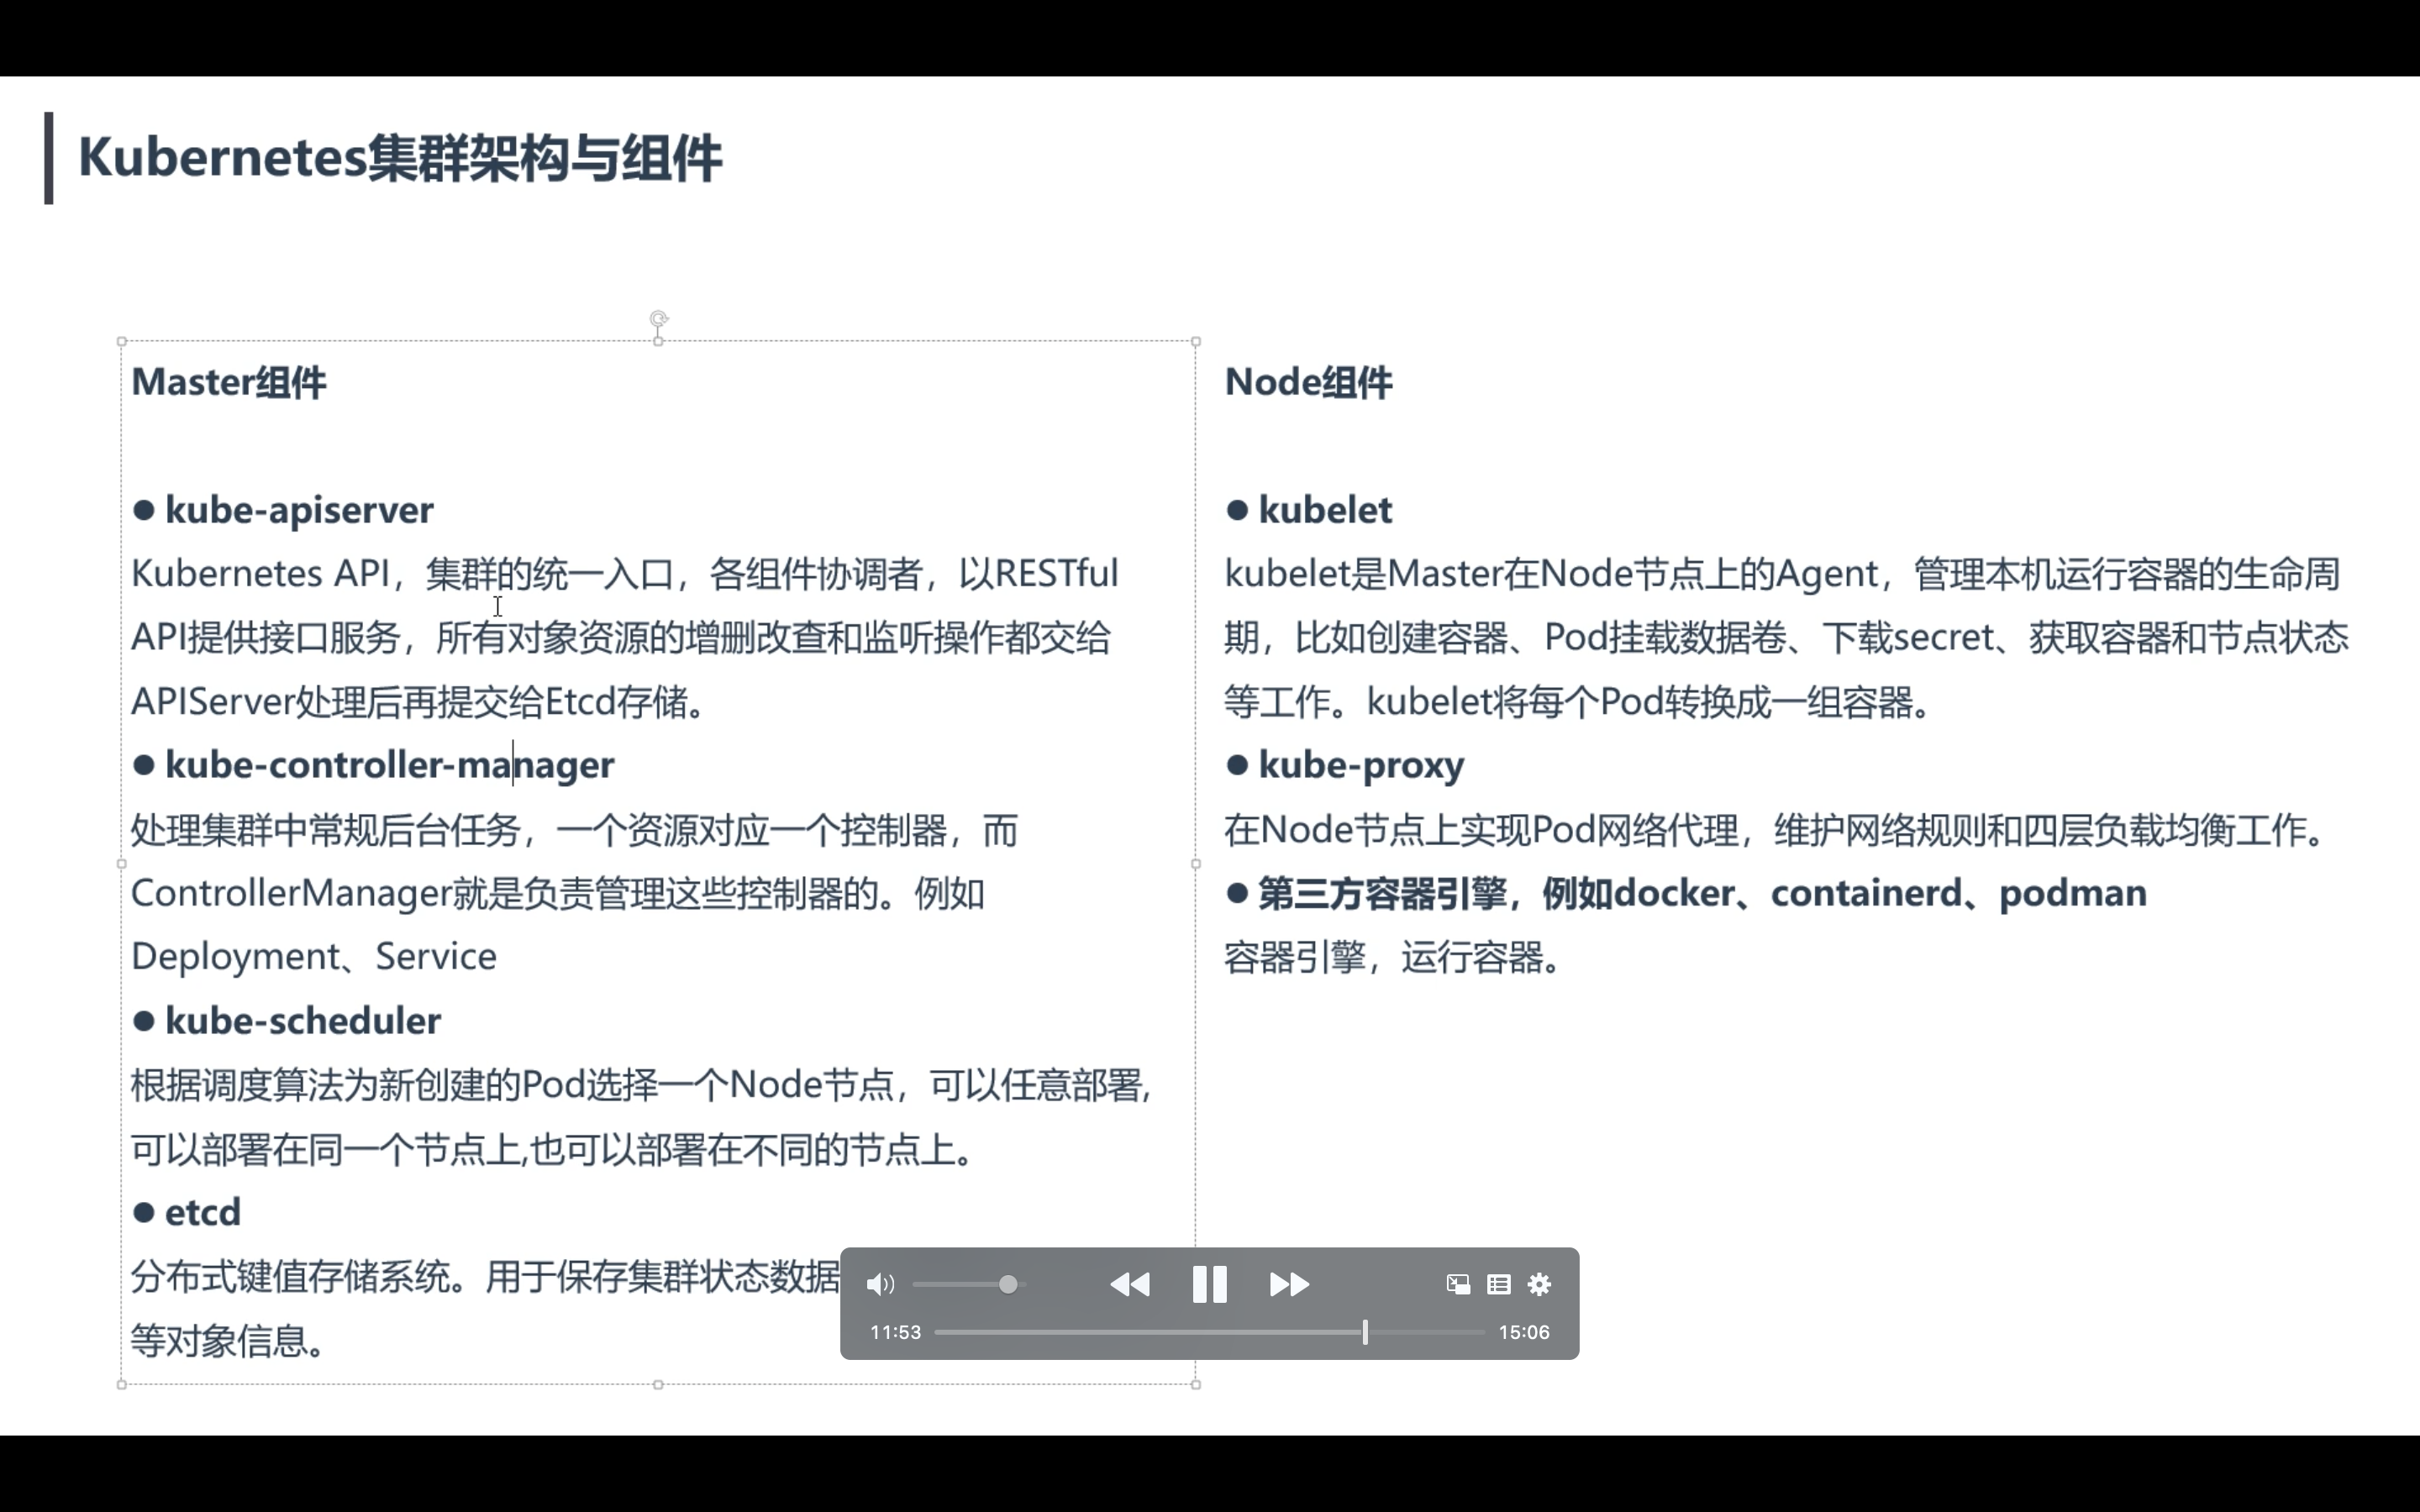 Kubernetes集群架构与组件
Master组件
● kube-apiserver
Kubernetes API，集群的统一入口，各组件协调者，以RESTful
API提供接口服务，所有对象资源的增删改查和监听操作都交给
APIServer处理后再提交给Etcd存储。
● kube-controller-manager
处理集群中常规后台任务，一个资源对应一个控制器，而
ControllerManager就是负责管理这些控制器的。例如
Deployment、Service
● kube-scheduler
根据调度算法为新创建的Pod选择一个Node节点，可以任意部署,
可以部署在同一个节点上,也可以部署在不同的节点上。
● etcd
分布式键值存储系统。用于保存集群状态数据
等对象信息。
Node组件
● kubelet
kubelet是Master在Node节点上的Agent，管理本机运行容器的生命周
期，比如创建容器、Pod挂载数据卷、下载secret、获取容器和节点状态
等工作。kubelet将每个Pod转换成一组容器。
● kube-proxy
在Node节点上实现Pod网络代理，维护网络规则和四层负载均衡工作。
● 第三方容器引擎，例如docker、containerd、podman
容器引擎，运行容器。
11:53
15:06